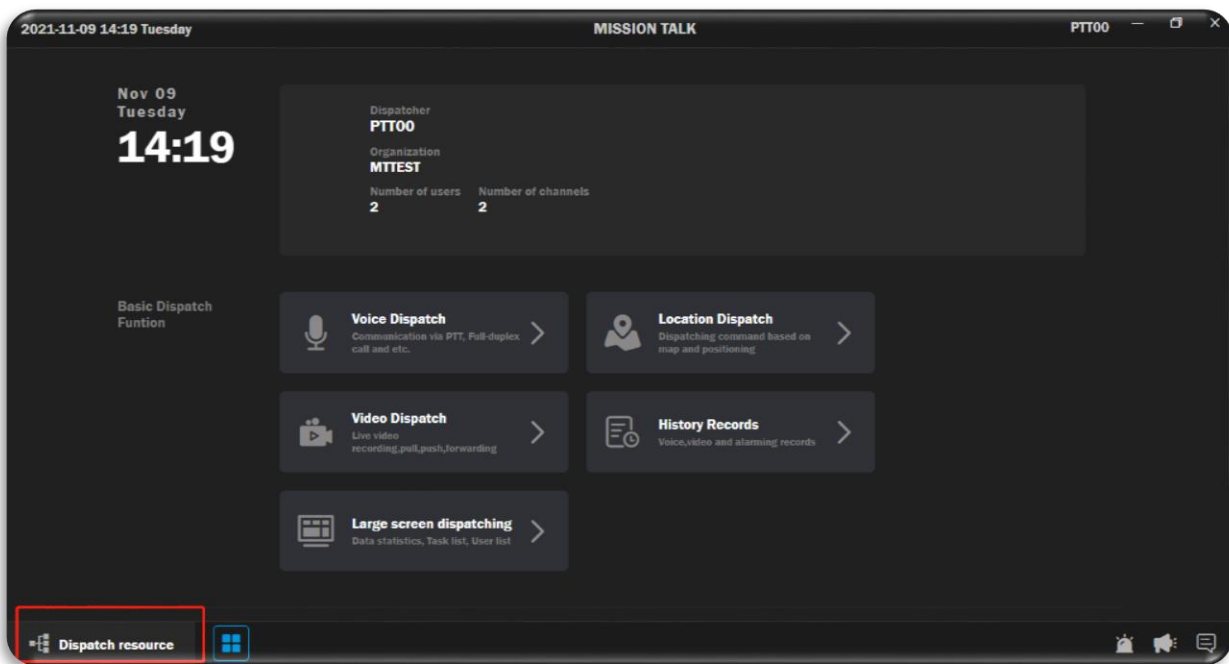 2021-11-09 14:19 Tuesday
MISSION TALK
PTT00
Nov 09
Tuesday
14:19
Dispatcher
PTT00
Organization
MTTEST
Number of users Number of channels
2 2
Basic Dispatch
Funtion
Voice Dispatch
Communication via PTT, Full-duplex
call and etc.
Location Dispatch
Dispatching command based on
map and positioning
Video Dispatch
Live video
recording,pull,push,forwarding
History Records
Voice,video and alarming records
Large screen dispatching
Data statistics, Task list, User list
Dispatch resource